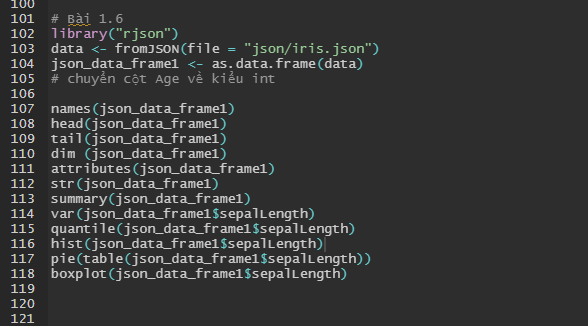 100
101 # Bài 1.6
102 library("rjson")
103 data <- fromJSON(file = "json/iris.json")
104 json_data_frame1 <- as.data.frame(data)
105 # chuyển cột Age về kiểu int
106
107 names(json_data_frame1)
108 head(json_data_frame1)
109 tail(json_data_frame1)
110 dim (json_data_frame1)
111 attributes(json_data_frame1)
112 str(json_data_frame1)
113 summary(json_data_frame1)
114 var(json_data_frame1$sepalLength)
115 quantile(json_data_frame1$sepalLength)
116 hist(json_data_frame1$sepalLength)
117 pie(table(json_data_frame1$sepalLength))
118 boxplot(json_data_frame1$sepalLength)
119
120
121